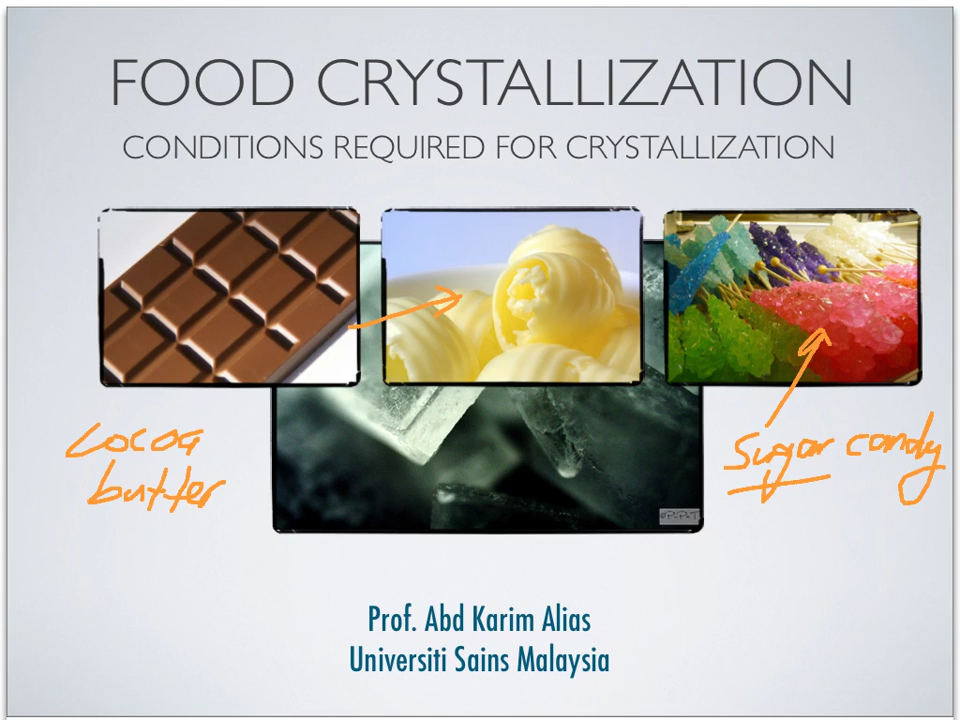 FOOD CRYSTALLIZATION
CONDITIONS REQUIRED FOR CRYSTALLIZATION
Cocoa
butter
Sugar candy
Prof. Abd Karim Alias
Universiti Sains Malaysia